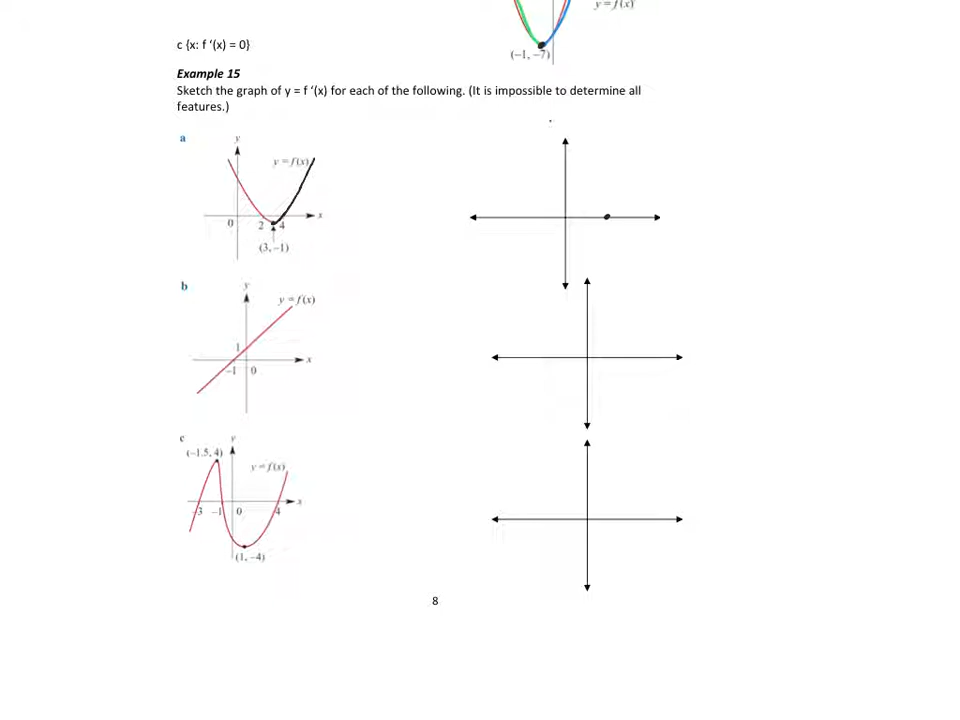 y = f(x)
(–1, –7)
c {x: f ‘(x) = 0}
Example 15
Sketch the graph of y = f ‘(x) for each of the following. (It is impossible to determine all
features.)
a
y
y = f(x)
x
0
2
4
(3, –1)
b
y
y = f(x)
1
x
–1
0
c
y
(–1.5, 4)
y = f(x)
x
–3
–1
0
4
(1, –4)
8